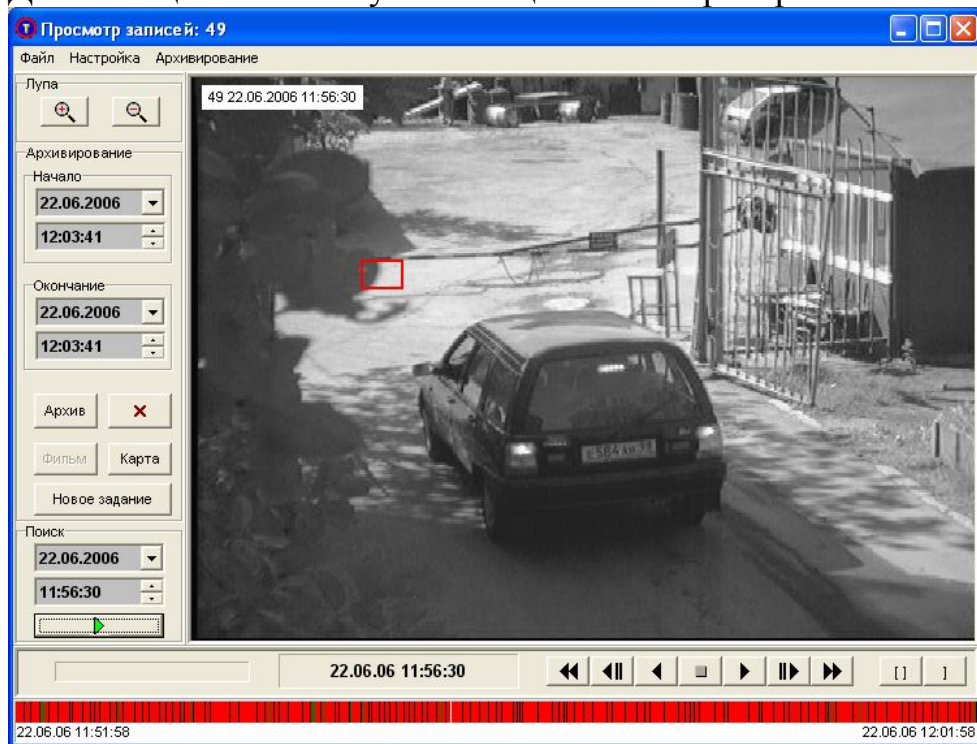 Просмотр записей: 49
Файл Настройка Архивирование
Лупа
49 22.06.2006 11:56:30
Архивирование
Начало
22.06.2006
12:03:41
Окончание
22.06.2006
12:03:41
Архив
Фильм Карта
Новое задание
Поиск
22.06.2006
11:56:30
22.06.06 11:56:30
[ ] ]
22.06.06 11:51:58 22.06.06 12:01:58